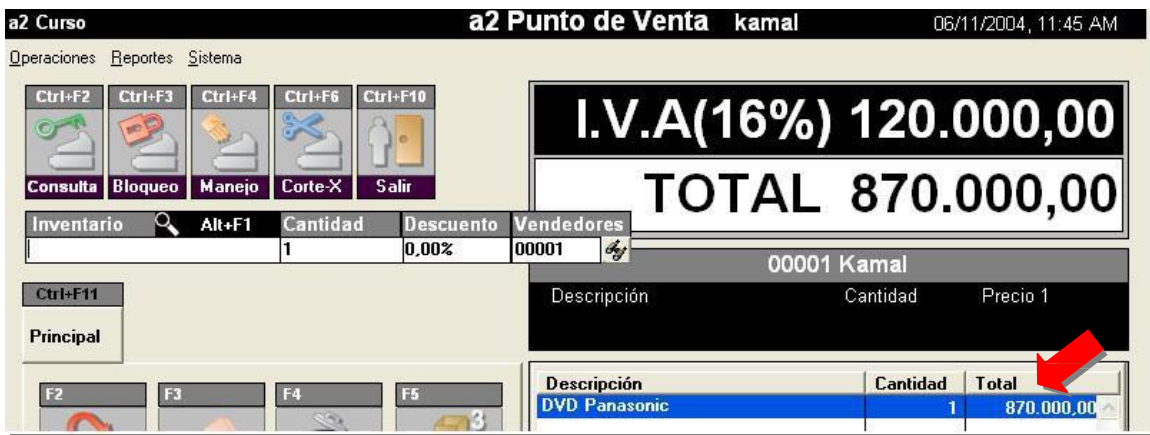 a2 Curso a2 Punto de Venta kamal 06/11/2004, 11:45 AM
Operaciones Reportes Sistema
Ctrl+F2 Ctrl+F3 Ctrl+F4 Ctrl+F6 Ctrl+F10
Consulta Bloqueo Manejo Corte-X Salir
I.V.A(16%) 120.000,00
TOTAL 870.000,00
Inventario Alt+F1 Cantidad Descuento Vendedores
1 0,00% 00001
00001 Kamal
Descripción Cantidad Precio 1
Ctrl+F11
Principal
F2 F3 F4 F5
3
Descripción Cantidad Total
DVD Panasonic 1 870.000,00